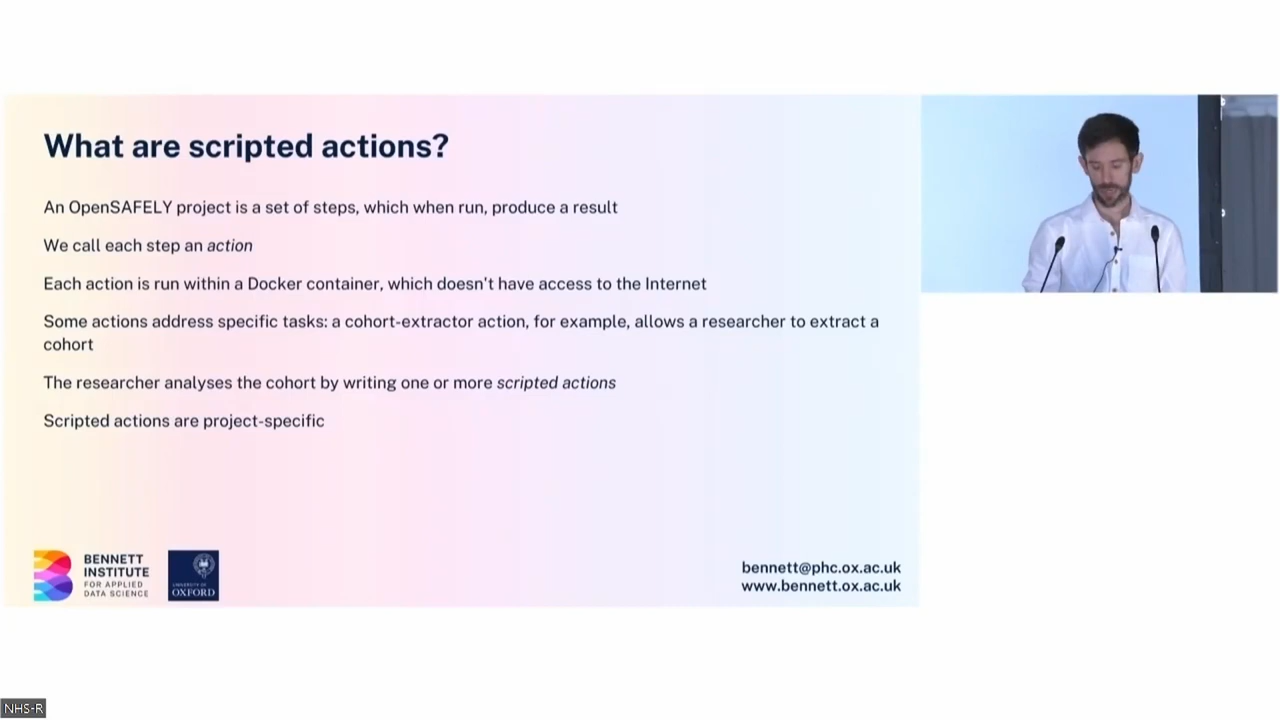 What are scripted actions?
An OpenSAFELY project is a set of steps, which when run, produce a result
We call each step an action
Each action is run within a Docker container, which doesn't have access to the Internet
Some actions address specific tasks: a cohort-extractor action, for example, allows a researcher to extract a
cohort
The researcher analyses the cohort by writing one or more scripted actions
Scripted actions are project-specific
BENNETT
INSTITUTE
FOR APPLIED
DATA SCIENCE
UNIVERSITY OF
OXFORD
bennett@phc.ox.ac.uk
www.bennett.ox.ac.uk
NHS-R